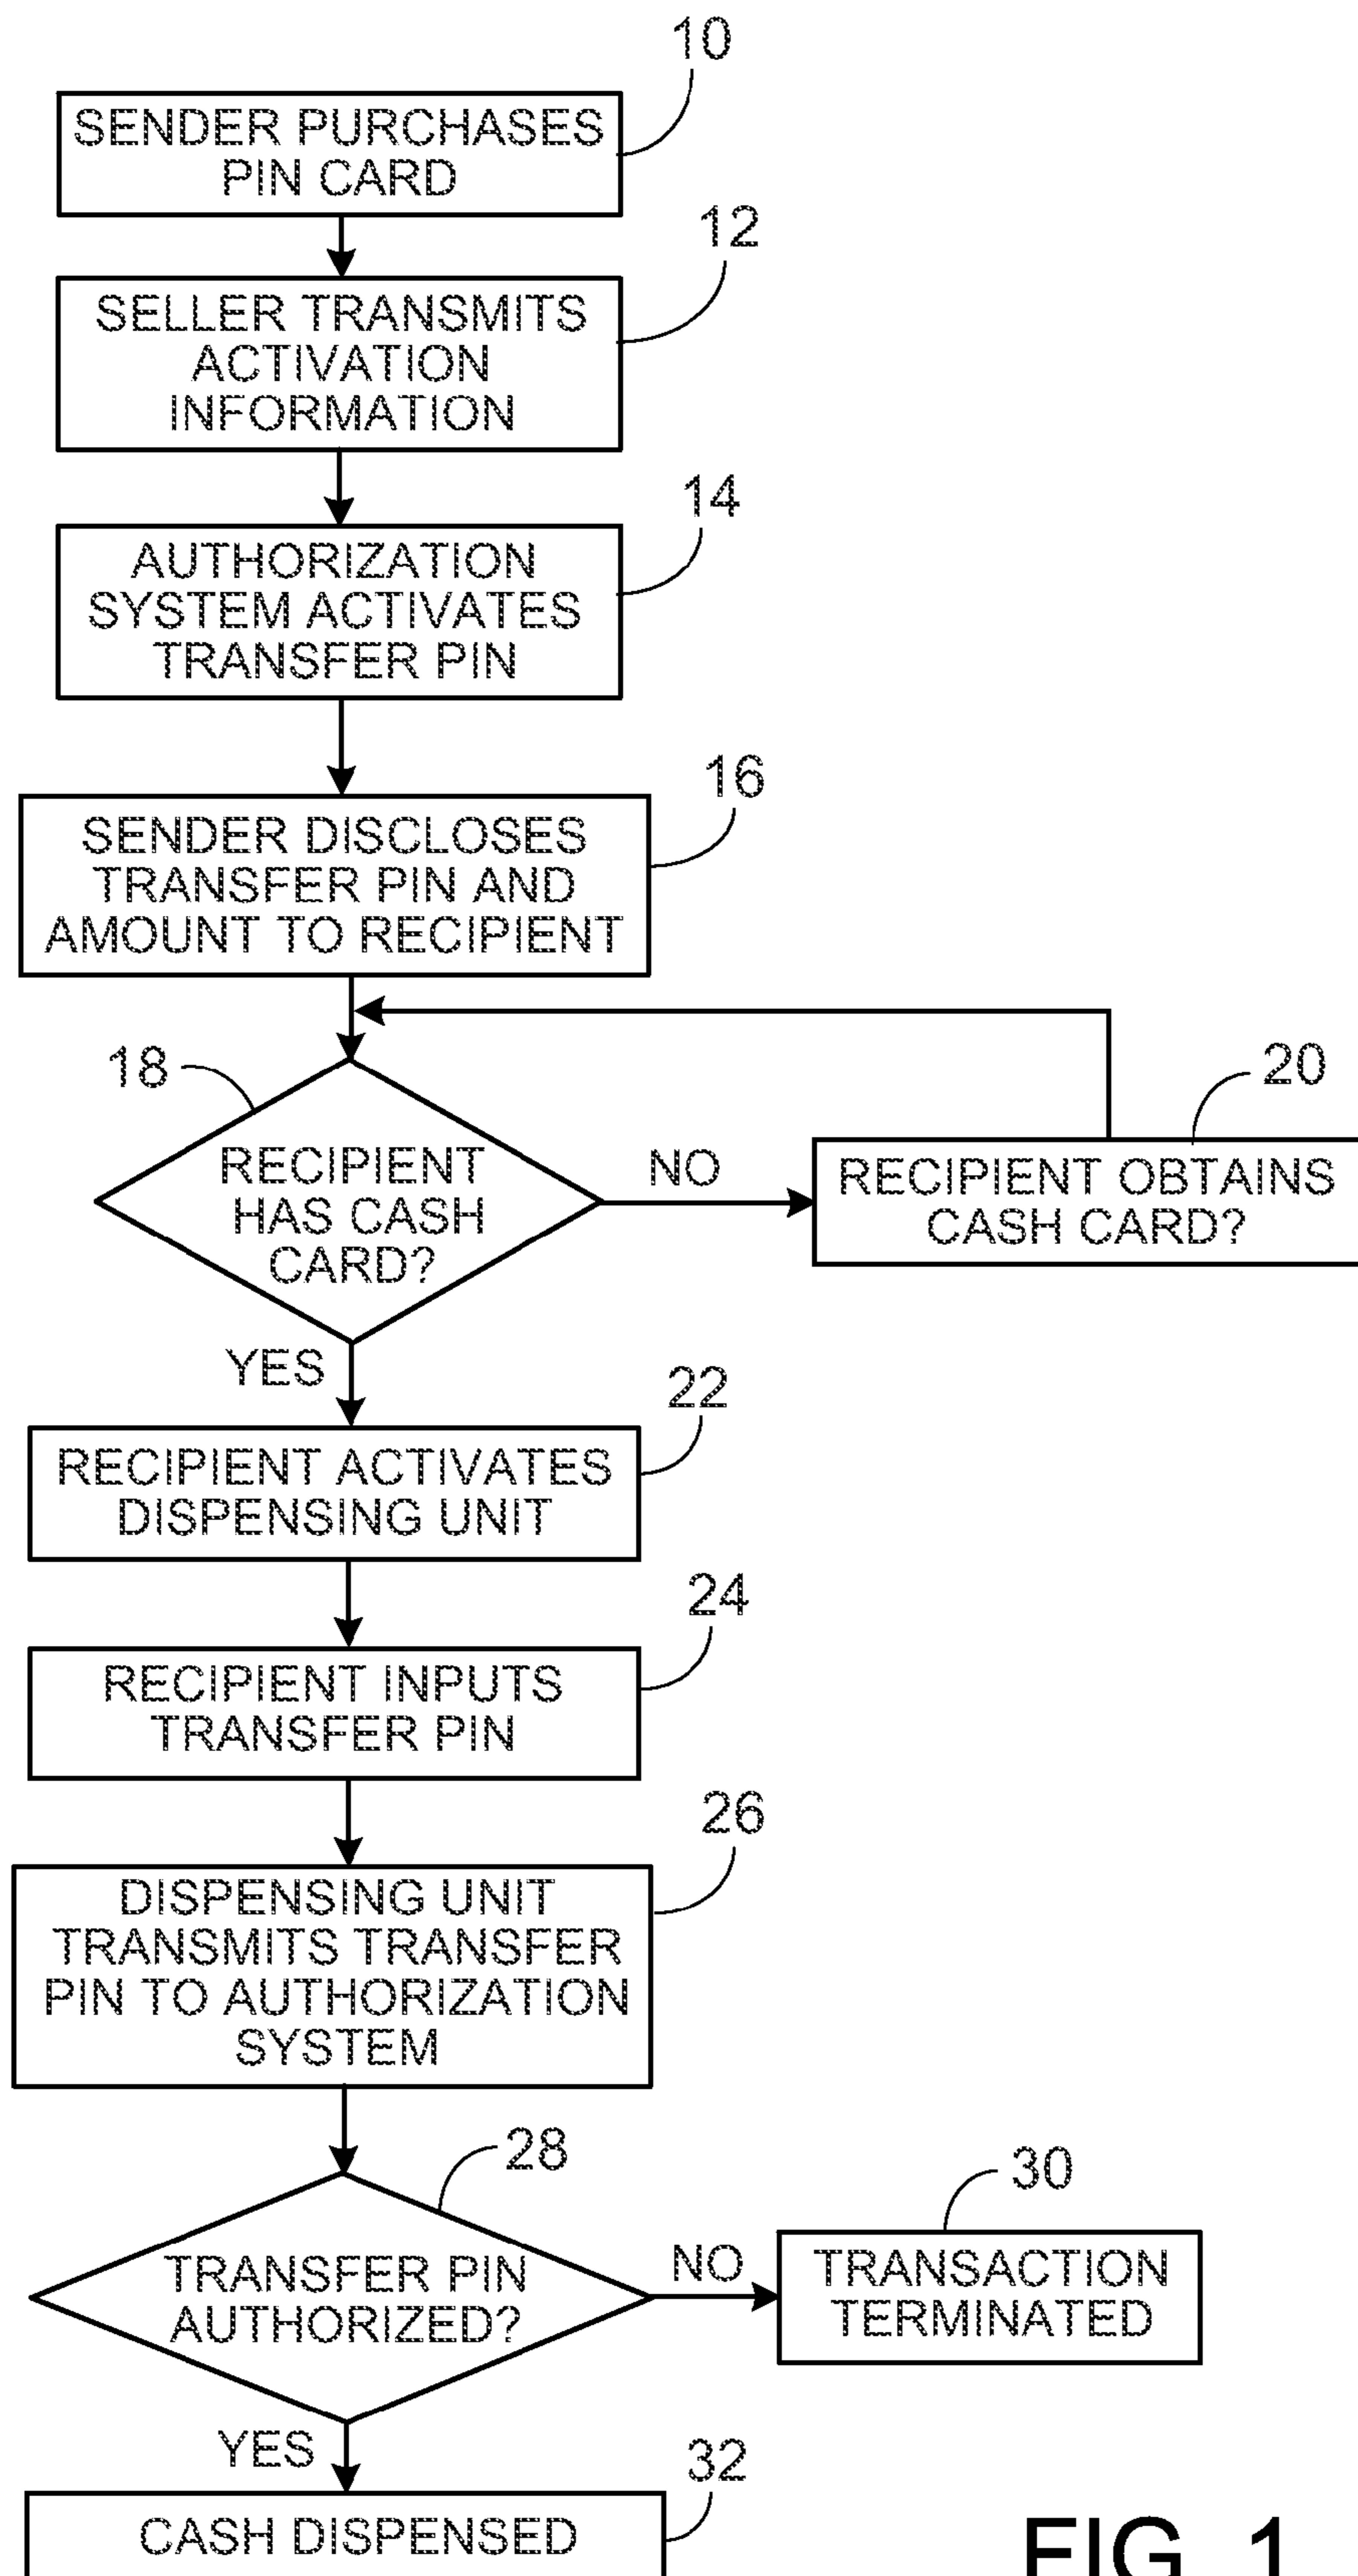 10
SENDER PURCHASES
PIN CARD
12
SELLER TRANSMITS
ACTIVATION
INFORMATION
14
AUTHORIZATION
SYSTEM ACTIVATES
TRANSFER PIN
16
SENDER DISCLOSES
TRANSFER PIN AND
AMOUNT TO RECIPIENT
18
RECIPIENT
HAS CASH
CARD?
NO
20
RECIPIENT OBTAINS
CASH CARD?
YES
22
RECIPIENT ACTIVATES
DISPENSING UNIT
24
RECIPIENT INPUTS
TRANSFER PIN
26
DISPENSING UNIT
TRANSMITS TRANSFER
PIN TO AUTHORIZATION
SYSTEM
28
TRANSFER PIN
AUTHORIZED?
NO
30
TRANSACTION
TERMINATED
YES
32
CASH DISPENSED
FIG. 1